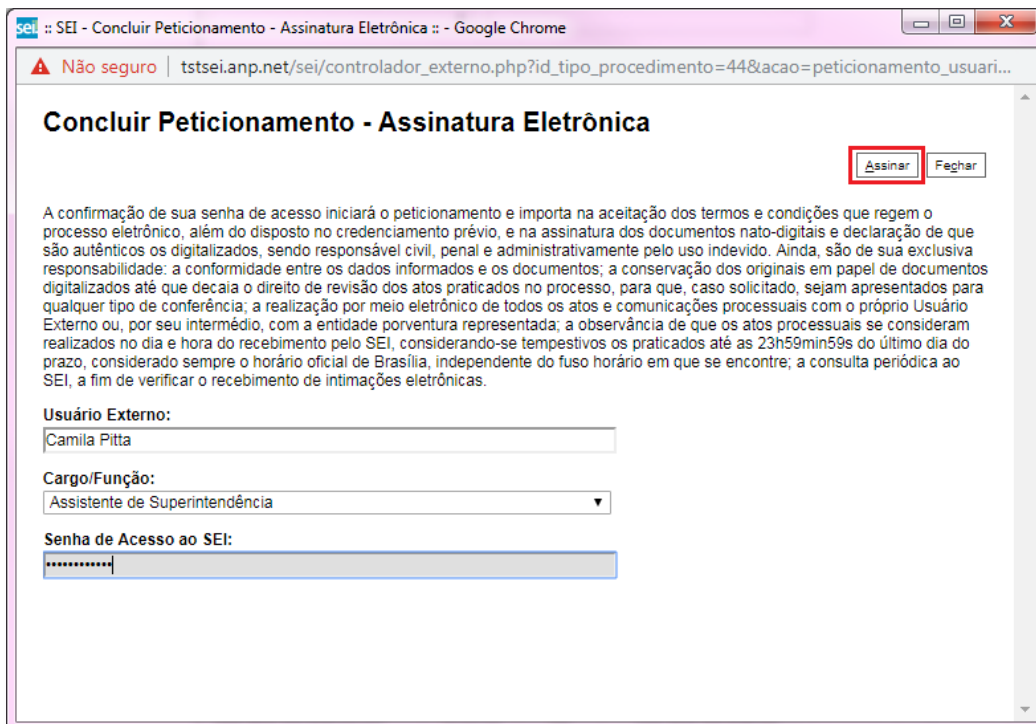 sei :: SEI - Concluir Peticionamento - Assinatura Eletrônica :: - Google Chrome
Não seguro | tstsei.anp.net/sei/controlador_externo.php?id_tipo_procedimento=44&acao=peticionamento_usuari...
Concluir Peticionamento - Assinatura Eletrônica
Assinar Fechar
A confirmação de sua senha de acesso iniciará o peticionamento e importa na aceitação dos termos e condições que regem o
processo eletrônico, além do disposto no credenciamento prévio, e na assinatura dos documentos nato-digitais e declaração de que
são autênticos os digitalizados, sendo responsável civil, penal e administrativamente pelo uso indevido. Ainda, são de sua exclusiva
responsabilidade: a conformidade entre os dados informados e os documentos; a conservação dos originais em papel de documentos
digitalizados até que decaia o direito de revisão dos atos praticados no processo, para que, caso solicitado, sejam apresentados para
qualquer tipo de conferência; a realização por meio eletrônico de todos os atos e comunicações processuais com o próprio Usuário
Externo ou, por seu intermédio, com a entidade porventura representada; a observância de que os atos processuais se consideram
realizados no dia e hora do recebimento pelo SEI, considerando-se tempestivos os praticados até as 23h59min59s do último dia do
prazo, considerado sempre o horário oficial de Brasília, independente do fuso horário em que se encontre; a consulta periódica ao
SEI, a fim de verificar o recebimento de intimações eletrônicas.
Usuário Externo:
Camila Pitta
Cargo/Função:
Assistente de Superintendência
Senha de Acesso ao SEI:
••••••••••••